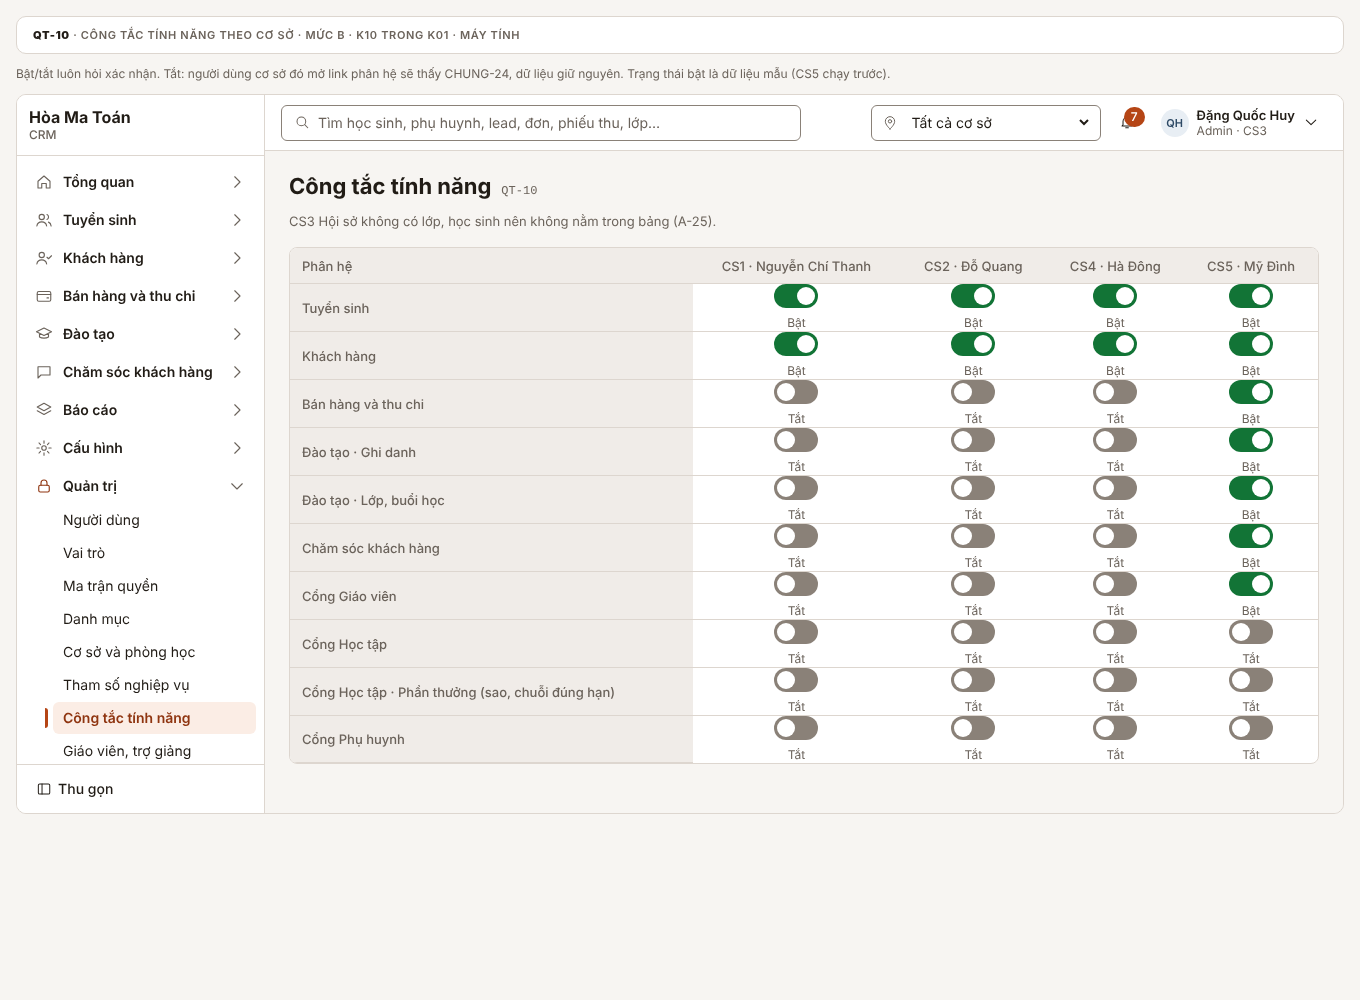 QT-10 · CÔNG TẮC TÍNH NĂNG THEO CƠ SỞ · MỨC B · K10 TRONG K01 · MÁY TÍNH
Bật/tắt luôn hỏi xác nhận. Tắt: người dùng cơ sở đó mở link phân hệ sẽ thấy CHUNG-24, dữ liệu giữ nguyên. Trạng thái bật là dữ liệu mẫu (CS5 chạy trước).
Hòa Ma Toán
CRM
Tìm học sinh, phụ huynh, lead, đơn, phiếu thu, lớp...
Tất cả cơ sở
7
QH
Đặng Quốc Huy
Admin · CS3
Tổng quan
Tuyển sinh
Khách hàng
Bán hàng và thu chi
Đào tạo
Chăm sóc khách hàng
Báo cáo
Cấu hình
Quản trị
Người dùng
Vai trò
Ma trận quyền
Danh mục
Cơ sở và phòng học
Tham số nghiệp vụ
Công tắc tính năng
Giáo viên, trợ giảng
Thu gọn
Công tắc tính năng QT-10
CS3 Hội sở không có lớp, học sinh nên không nằm trong bảng (A-25).
Phân hệ CS1 · Nguyễn Chí Thanh CS2 · Đỗ Quang CS4 · Hà Đông CS5 · Mỹ Đình
Tuyển sinh Bật Bật Bật Bật
Khách hàng Bật Bật Bật Bật
Bán hàng và thu chi Tắt Tắt Tắt Bật
Đào tạo · Ghi danh Tắt Tắt Tắt Bật
Đào tạo · Lớp, buổi học Tắt Tắt Tắt Bật
Chăm sóc khách hàng Tắt Tắt Tắt Bật
Cổng Giáo viên Tắt Tắt Tắt Bật
Cổng Học tập Tắt Tắt Tắt Tắt
Cổng Học tập · Phần thưởng (sao, chuỗi đúng hạn) Tắt Tắt Tắt Tắt
Cổng Phụ huynh Tắt Tắt Tắt Tắt